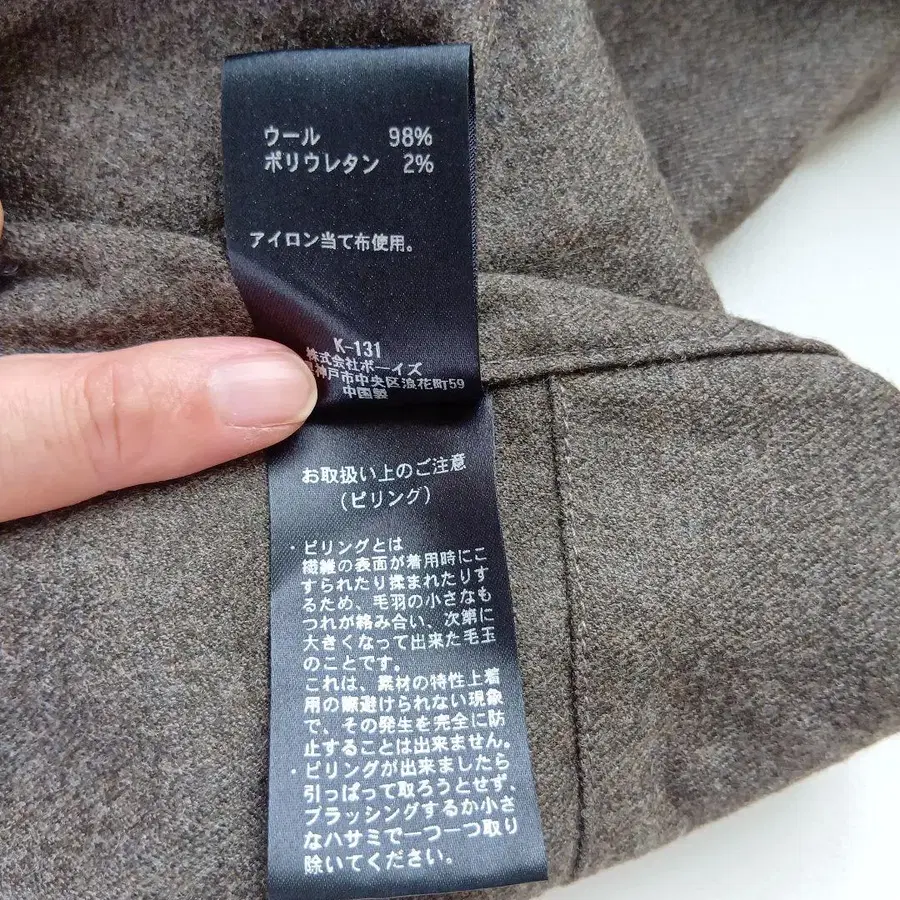 ウール 98%
ポリウレタン 2%
アイロン当て布使用。
K-131
株式会社ボーイズ
神戸市中央区浪花町59
中国製
お取扱い上のご注意
(ピリング)
・ピリングとは
繊維の表面が着用時にこ
すられたり揉まれたりす
るため、毛羽の小さなも
つれが絡み合い、次第に
大きくなって出来た毛玉
のことです。
これは、素材の特性上着
用の際避けられない現象
で、その発生を完全に防
止することは出来ません。
・ピリングが出来ましたら
引っぱって取ろうとせず、
ブラッシングするか小さ
なハサミで一つ一つ取り
除いてください。